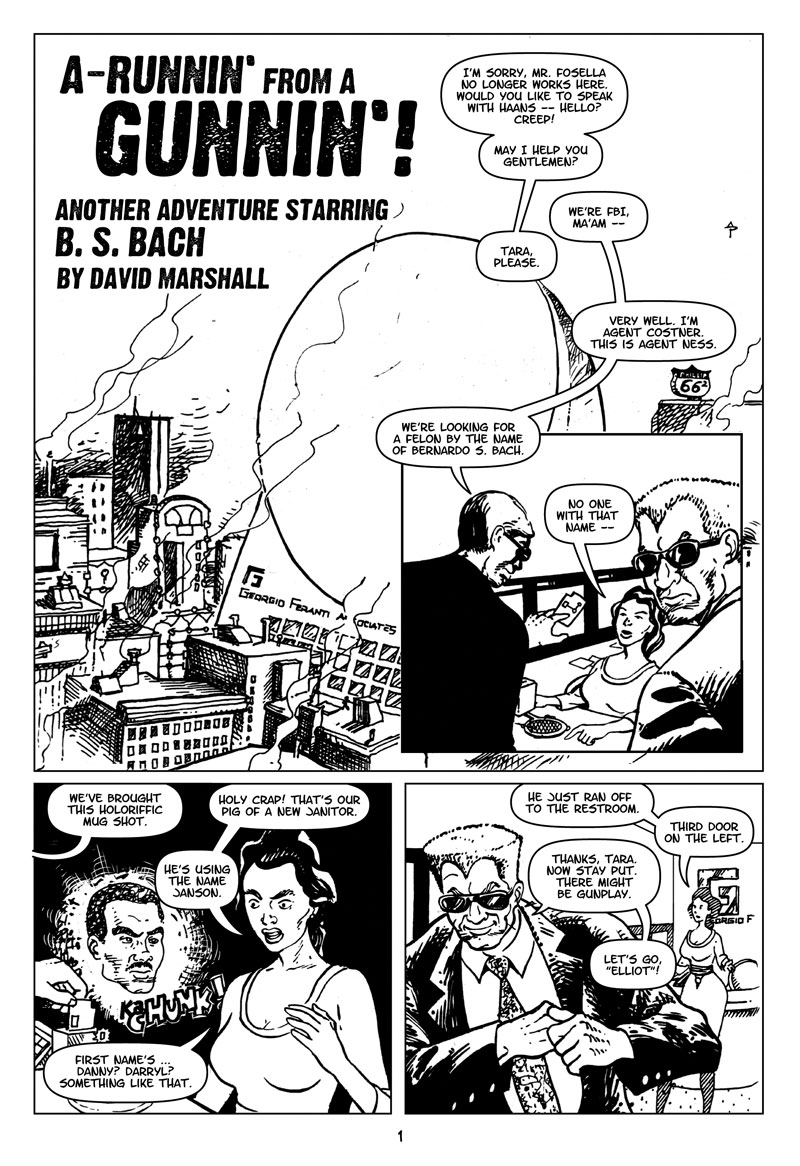 A-RUNNIN' FROM A
GUNNIN'!
ANOTHER ADVENTURE STARRING
B. S. BACH
BY DAVID MARSHALL
I'M SORRY, MR. FOSELLA
NO LONGER WORKS HERE.
WOULD YOU LIKE TO SPEAK
WITH HAANS -- HELLO?
CREEP!
MAY I HELP YOU
GENTLEMEN?
WE'RE FBI,
MA'AM --
TARA,
PLEASE.
VERY WELL. I'M
AGENT COSTNER.
THIS IS AGENT NESS.
66²
WE'RE LOOKING FOR
A FELON BY THE NAME
OF BERNARDO S. BACH.
NO ONE
WITH THAT
NAME --
GEORGIO FERANTI ASSOCIATES
WE'VE BROUGHT
THIS HOLORIFFIC
MUG SHOT.
HOLY CRAP! THAT'S OUR
PIG OF A NEW JANITOR.
HE'S USING
THE NAME
JANSON.
KACHUNK!
FIRST NAME'S ...
DANNY? DARRYL?
SOMETHING LIKE THAT.
HE JUST RAN OFF
TO THE RESTROOM.
THIRD DOOR
ON THE LEFT.
THANKS, TARA.
NOW STAY PUT.
THERE MIGHT
BE GUNPLAY.
EORGIO F
LET'S GO,
"ELLIOT"!
1